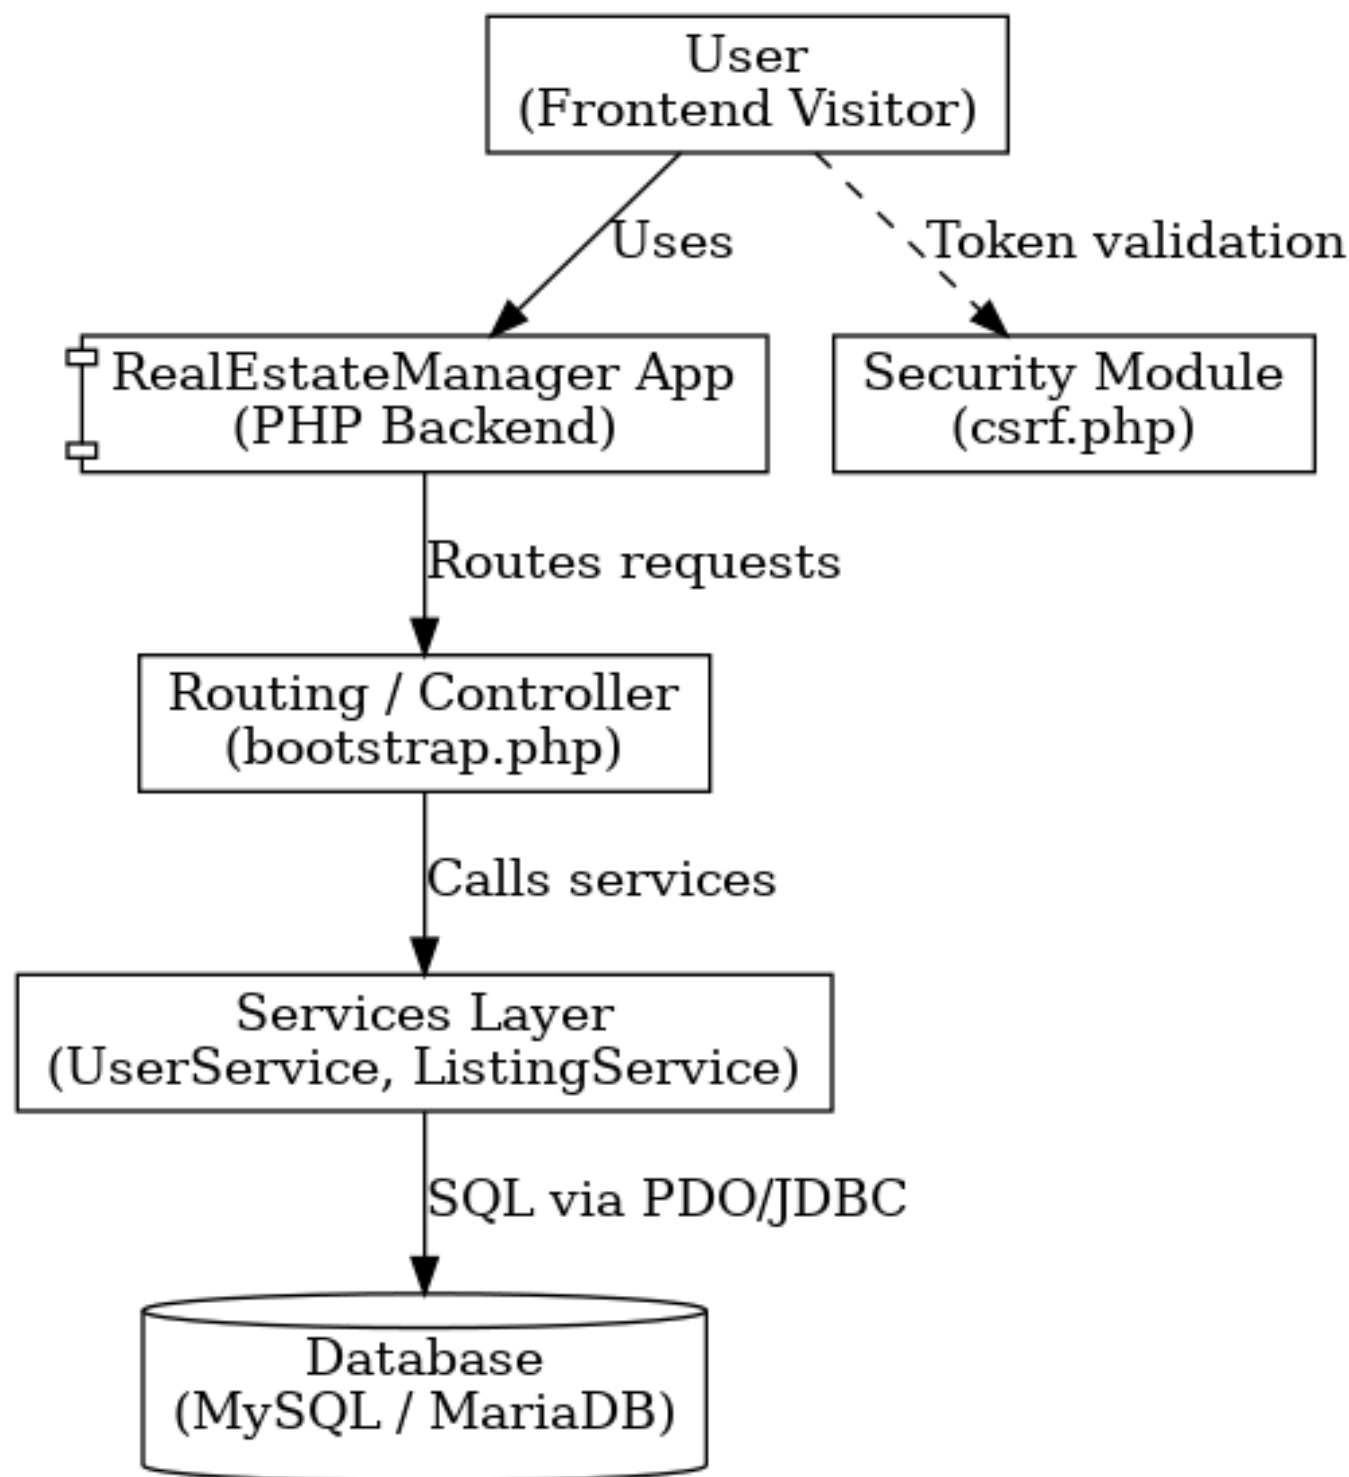 User
(Frontend Visitor)
Uses
Token validation
RealEstateManager App
(PHP Backend)
Security Module
(csrf.php)
Routes requests
Routing / Controller
(bootstrap.php)
Calls services
Services Layer
(UserService, ListingService)
SQL via PDO/JDBC
Database
(MySQL / MariaDB)